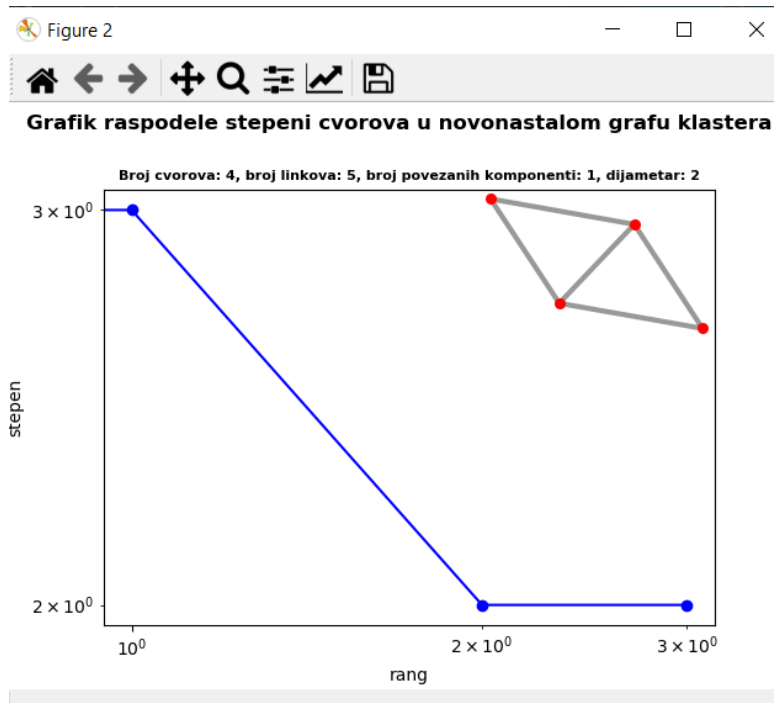 Figure 2
Grafik raspodele stepeni cvorova u novonastalom grafu klastera
Broj cvorova: 4, broj linkova: 5, broj povezanih komponenti: 1, dijametar: 2
3 × 10⁰
stepen
2 × 10⁰
10⁰
2 × 10⁰
3 × 10⁰
rang